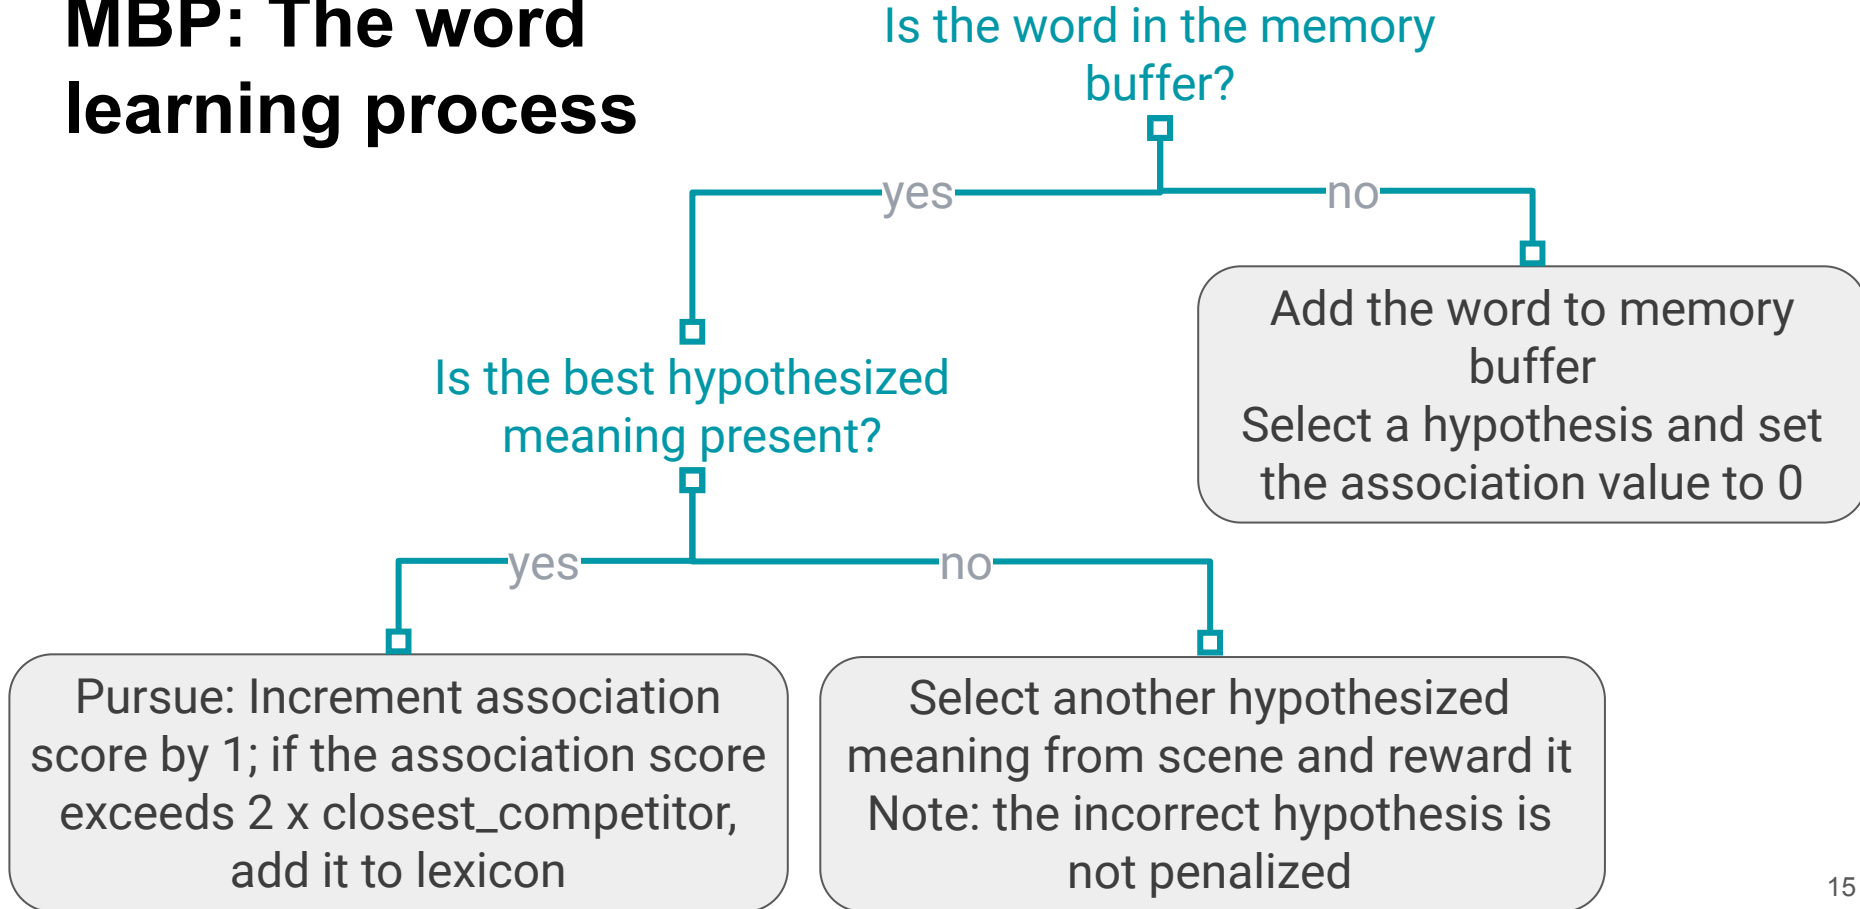 MBP: The word
learning process
Is the word in the memory
buffer?
yes
no
Add the word to memory
buffer
Select a hypothesis and set
the association value to 0
Is the best hypothesized
meaning present?
yes
no
Pursue: Increment association
score by 1; if the association score
exceeds 2 x closest_competitor,
add it to lexicon
Select another hypothesized
meaning from scene and reward it
Note: the incorrect hypothesis is
not penalized
15